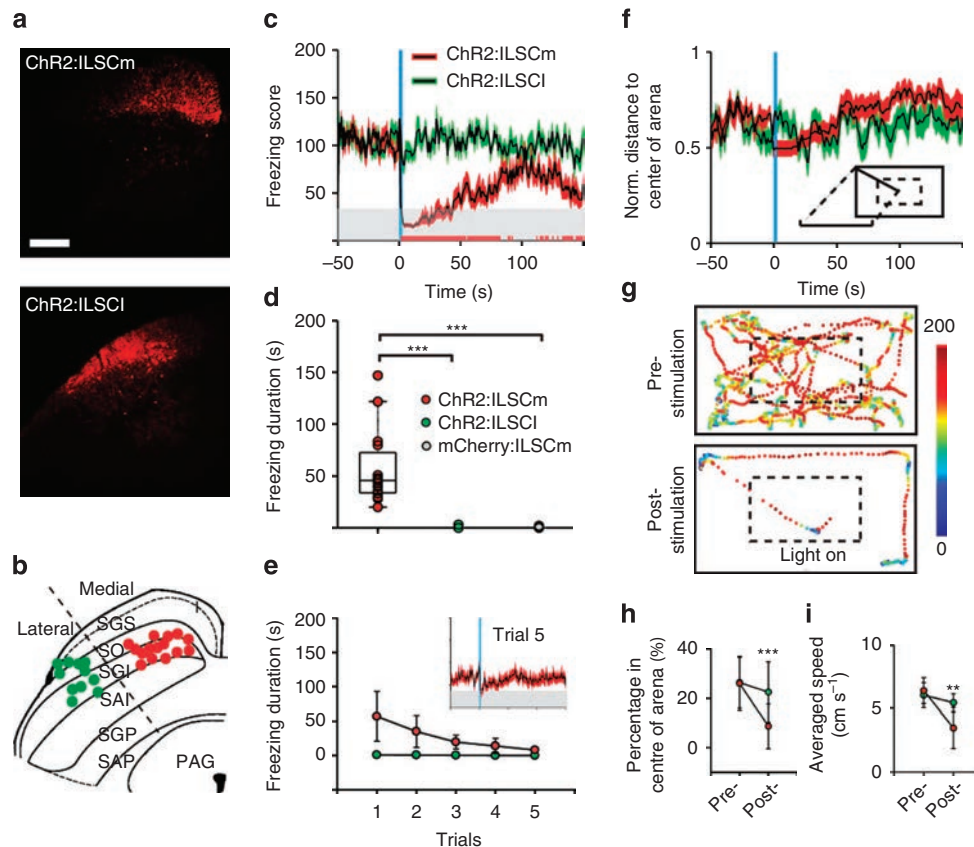 a
ChR2:ILSCm
ChR2:ILSCl
b
Medial
Lateral
SGS
I
SO
SGI
SAI
SGP
SAP
PAG
c
ChR2:ILSCm
ChR2:ILSCl
Freezing score
200
150
100
50
–50
0
50
100
Time (s)
d
***
***
ChR2:ILSCm
ChR2:ILSCl
mCherry:ILSCm
Freezing duration (s)
200
150
100
50
e
Trial 5
Freezing duration (s)
200
150
100
50
0
1
2
3
4
5
Trials
f
Norm. distance to
center of arena
1
0.5
0
–50
0
50
100
Time (s)
g
Pre-
stimulation
Post-
stimulation
Light on
200
0
h
***
Percentage in
centre of arena (%)
40
20
0
Pre-
Post-
i
**
Averaged speed
(cm s⁻¹)
10
5
0
Pre-
Post-